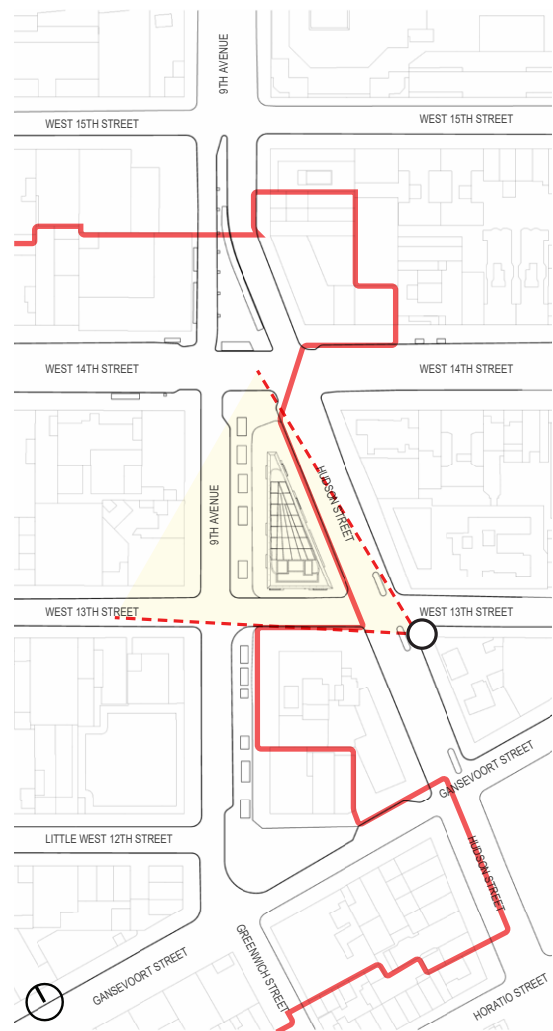 9TH AVENUE
WEST 15TH STREET
WEST 15TH STREET
WEST 14TH STREET
WEST 14TH STREET
HUDSON STREET
9TH AVENUE
WEST 13TH STREET
WEST 13TH STREET
GANSEVOORT STREET
LITTLE WEST 12TH STREET
HUDSON STREET
GREENWICH STREET
GANSEVOORT STREET
HORATIO STREET